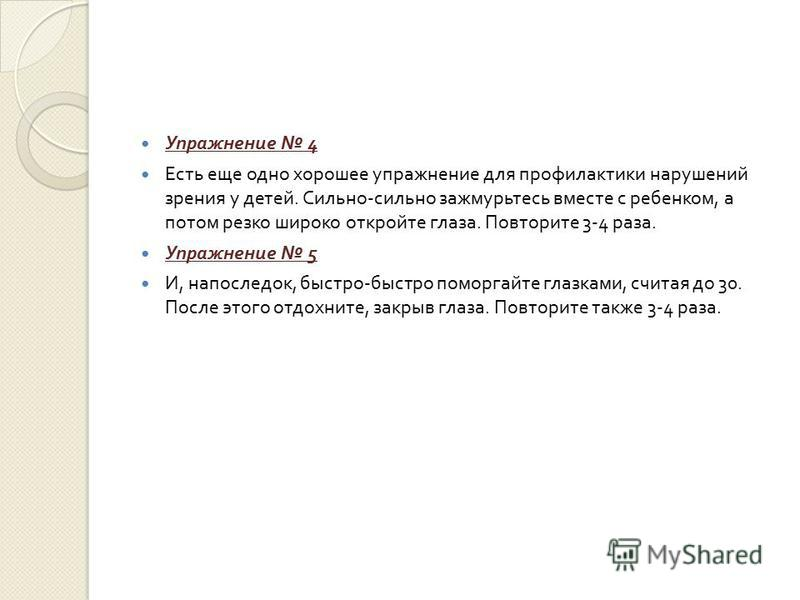 Упражнение № 4
Есть еще одно хорошее упражнение для профилактики нарушений
зрения у детей. Сильно-сильно зажмурьтесь вместе с ребенком, а
потом резко широко откройте глаза. Повторите 3-4 раза.
Упражнение № 5
И, напоследок, быстро-быстро поморгайте глазками, считая до 30.
После этого отдохните, закрыв глаза. Повторите также 3-4 раза.
MyShared